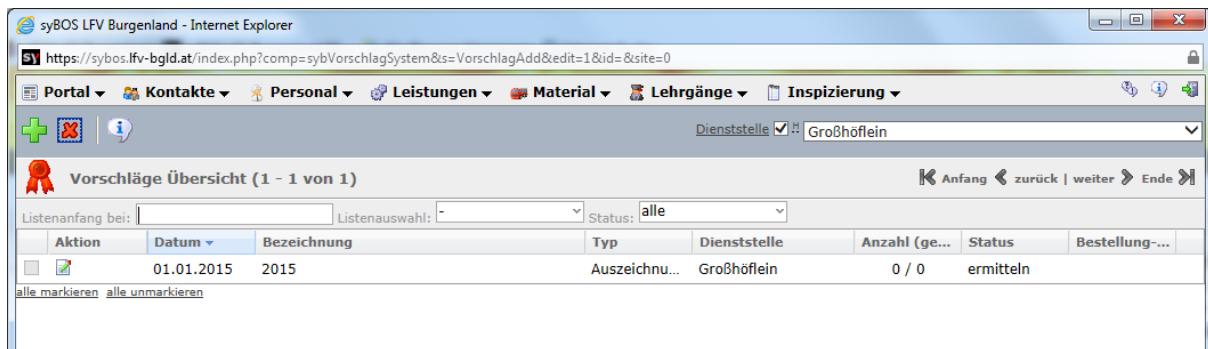 syBOS LFV Burgenland - Internet Explorer
sy https://sybos.lfv-bgld.at/index.php?comp=sybVorschlagSystem&s=VorschlagAdd&edit=1&id=&site=0
Portal Kontakte Personal Leistungen Material Lehrgänge Inspizierung
Dienststelle Großhöflein
Vorschläge Übersicht (1 - 1 von 1) Anfang zurück | weiter Ende
Listenanfang bei: Listenauswahl: - Status: alle
Aktion Datum Bezeichnung Typ Dienststelle Anzahl (ge... Status Bestellung-...
01.01.2015 2015 Auszeichnu... Großhöflein 0 / 0 ermitteln
alle markieren alle unmarkieren